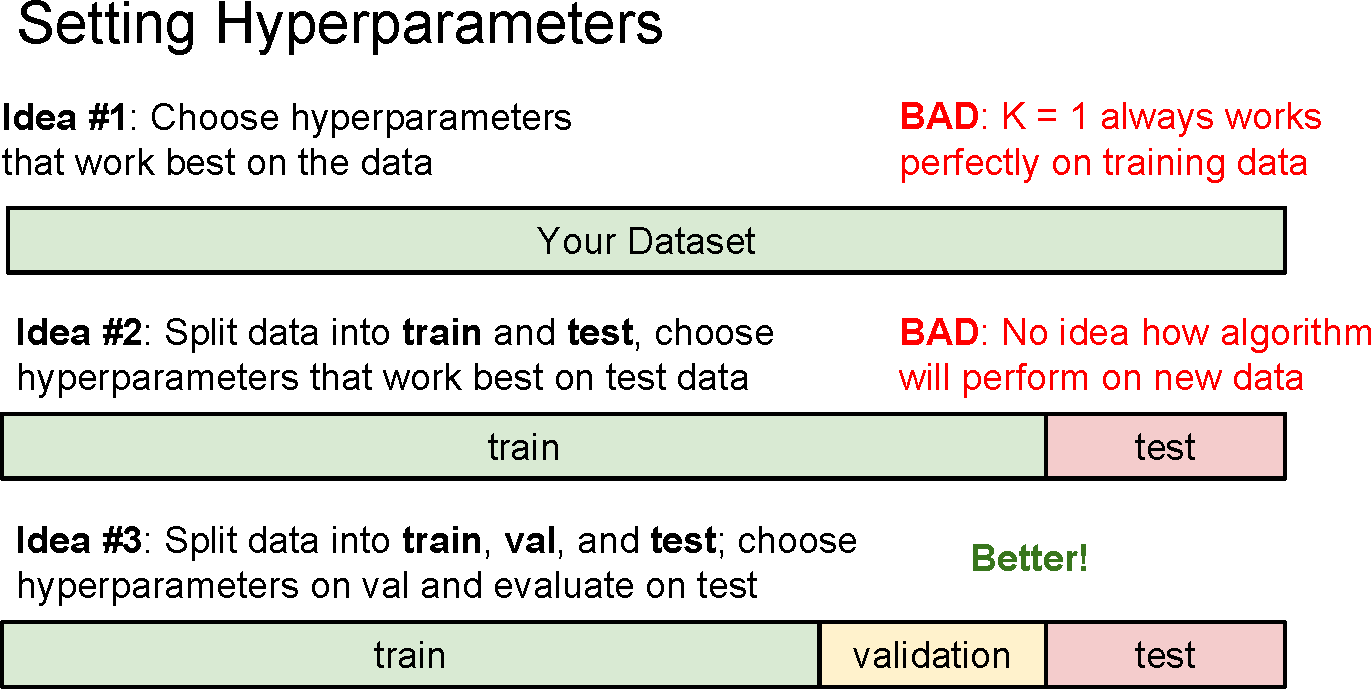 Setting Hyperparameters
Idea #1: Choose hyperparameters
that work best on the data
BAD: K = 1 always works
perfectly on training data
Your Dataset
Idea #2: Split data into train and test, choose
hyperparameters that work best on test data
BAD: No idea how algorithm
will perform on new data
train
test
Idea #3: Split data into train, val, and test; choose
hyperparameters on val and evaluate on test
Better!
train
validation
test